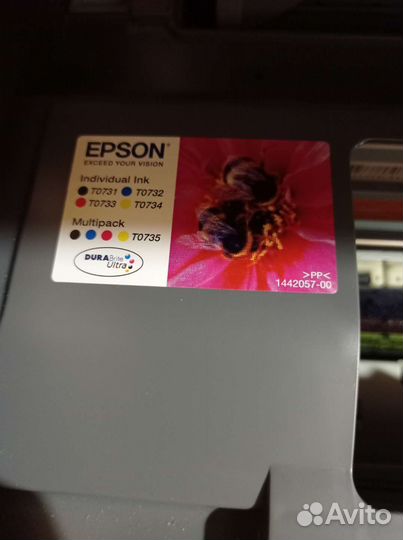 EPSON®
EXCEED YOUR VISION
Individual Ink
T0731 T0732
T0733 T0734
Multipack
T0735
DURABrite
Ultra
>PP<
1442057-00
Avito